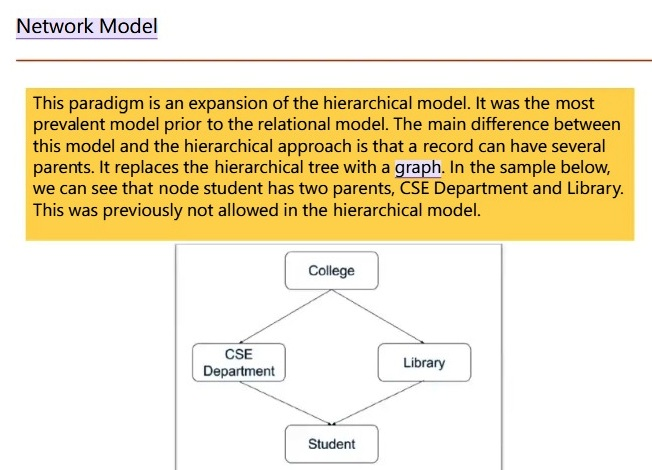 Network Model
This paradigm is an expansion of the hierarchical model. It was the most
prevalent model prior to the relational model. The main difference between
this model and the hierarchical approach is that a record can have several
parents. It replaces the hierarchical tree with a graph. In the sample below,
we can see that node student has two parents, CSE Department and Library.
This was previously not allowed in the hierarchical model.
College
CSE
Department
Library
Student